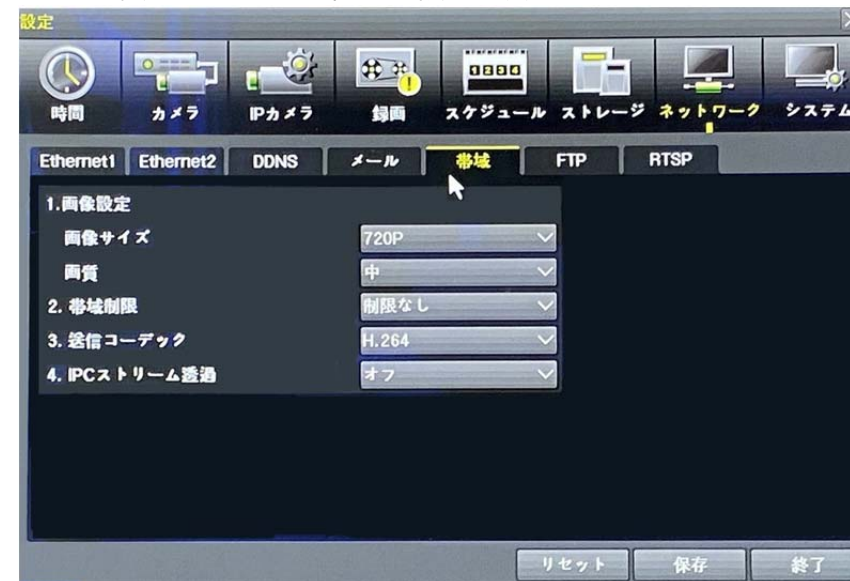 設定
時間 カメラ IPカメラ 録画 スケジュール ストレージ ネットワーク システム
Ethernet1 Ethernet2 DDNS メール 帯域 FTP RTSP
1.画像設定
画像サイズ 720P
画質 中
2. 帯域制限 制限なし
3. 送信コーデック H.264
4. IPCストリーム透過 オフ
リセット 保存 終了